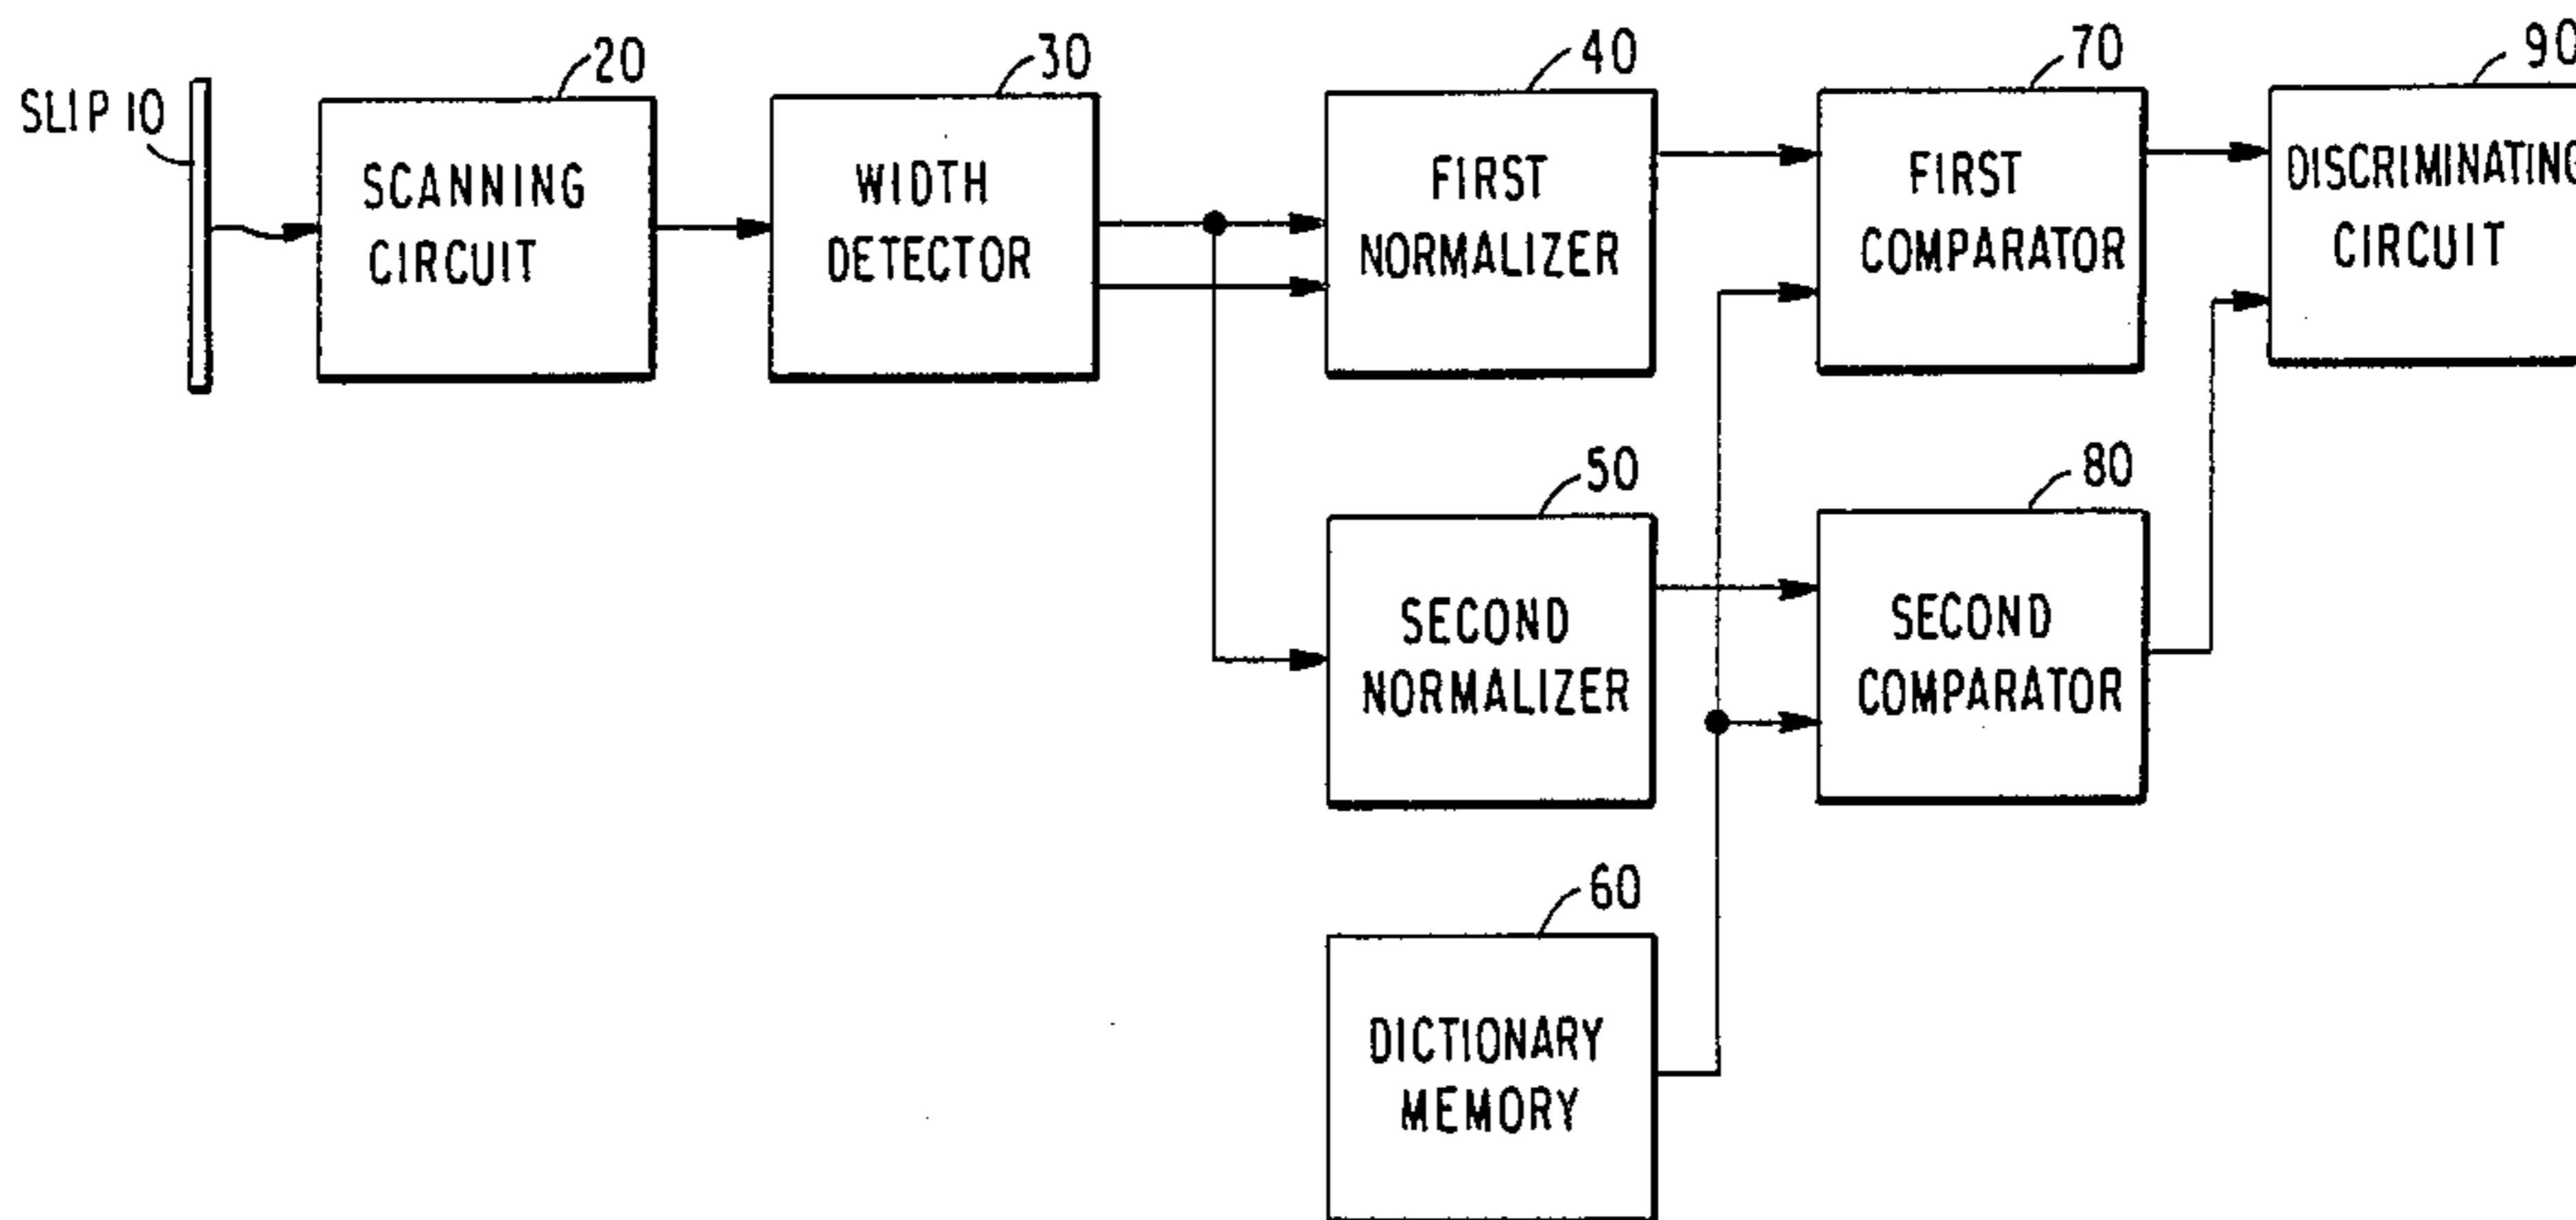 SLIP 10
20
SCANNING
CIRCUIT
30
WIDTH
DETECTOR
40
FIRST
NORMALIZER
70
FIRST
COMPARATOR
90
DISCRIMINATING
CIRCUIT
50
SECOND
NORMALIZER
80
SECOND
COMPARATOR
60
DICTIONARY
MEMORY